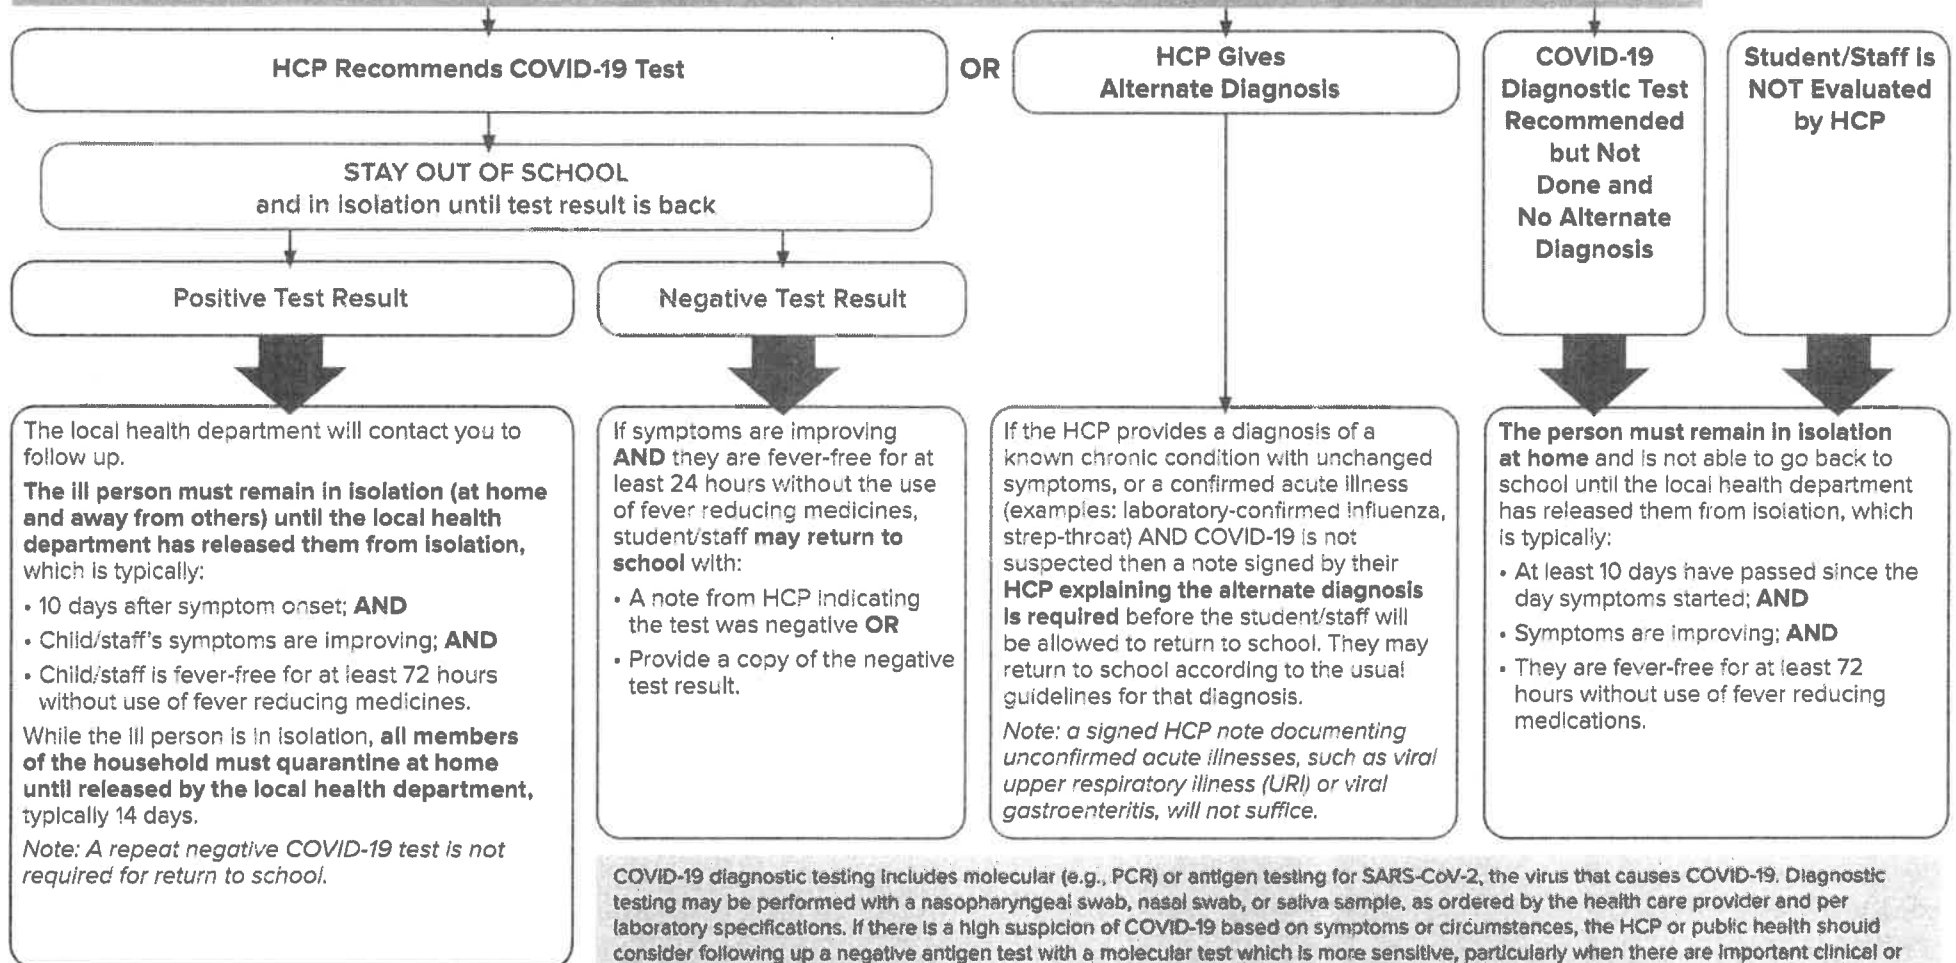 HCP Recommends COVID-19 Test
OR
HCP Gives
Alternate Diagnosis
COVID-19
Diagnostic Test
Recommended
but Not
Done and
No Alternate
Diagnosis
Student/Staff is
NOT Evaluated
by HCP
STAY OUT OF SCHOOL
and in isolation until test result is back
Positive Test Result
Negative Test Result
The local health department will contact you to
follow up.
The ill person must remain in isolation (at home
and away from others) until the local health
department has released them from isolation,
which is typically:
• 10 days after symptom onset; AND
• Child/staff's symptoms are improving; AND
• Child/staff is fever-free for at least 72 hours
without use of fever reducing medicines.
While the ill person is in isolation, all members
of the household must quarantine at home
until released by the local health department,
typically 14 days.
Note: A repeat negative COVID-19 test is not
required for return to school.
If symptoms are improving
AND they are fever-free for at
least 24 hours without the use
of fever reducing medicines,
student/staff may return to
school with:
• A note from HCP indicating
the test was negative OR
• Provide a copy of the negative
test result.
If the HCP provides a diagnosis of a
known chronic condition with unchanged
symptoms, or a confirmed acute illness
(examples: laboratory-confirmed influenza,
strep-throat) AND COVID-19 is not
suspected then a note signed by their
HCP explaining the alternate diagnosis
is required before the student/staff will
be allowed to return to school. They may
return to school according to the usual
guidelines for that diagnosis.
Note: a signed HCP note documenting
unconfirmed acute illnesses, such as viral
upper respiratory illness (URI) or viral
gastroenteritis, will not suffice.
The person must remain in isolation
at home and is not able to go back to
school until the local health department
has released them from isolation, which
is typically:
• At least 10 days have passed since the
day symptoms started; AND
• Symptoms are improving; AND
• They are fever-free for at least 72
hours without use of fever reducing
medications.
COVID-19 diagnostic testing includes molecular (e.g., PCR) or antigen testing for SARS-CoV-2, the virus that causes COVID-19. Diagnostic
testing may be performed with a nasopharyngeal swab, nasal swab, or saliva sample, as ordered by the health care provider and per
laboratory specifications. If there is a high suspicion of COVID-19 based on symptoms or circumstances, the HCP or public health should
consider following up a negative antigen test with a molecular test which is more sensitive, particularly when there are important clinical or